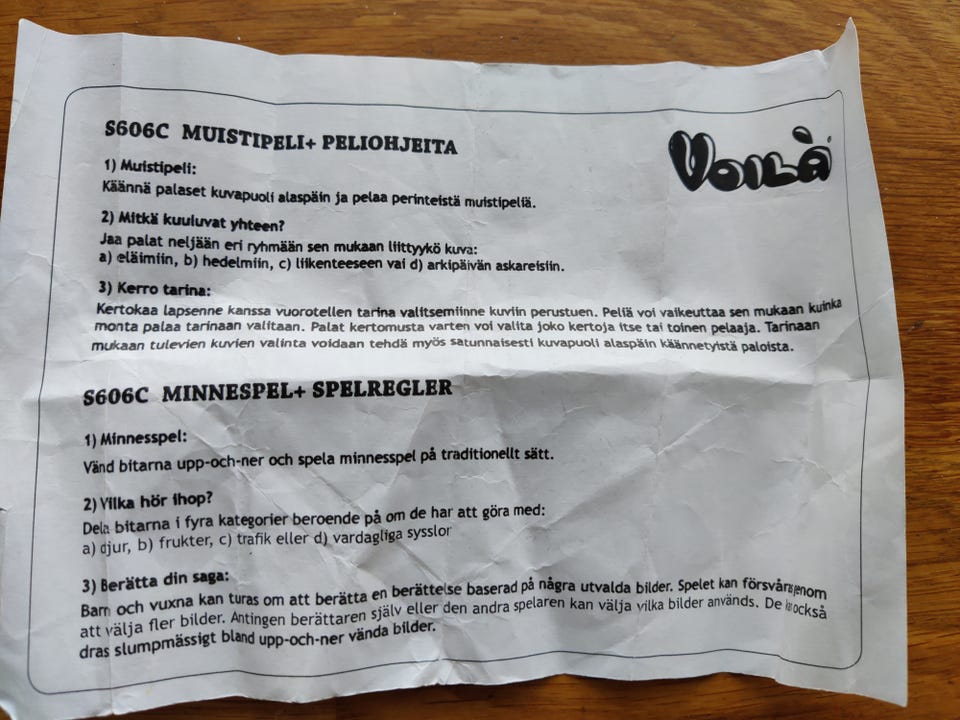 S606C MUISTIPELI+ PELIOHJEITA
VOILÀ
1) Muistipeli:
Käännä palaset kuvapuoli alaspäin ja pelaa perinteistä muistipeliä.
2) Mitkä kuuluvat yhteen?
Jaa palat neljään eri ryhmään sen mukaan liittyykö kuva:
a) eläimiin, b) hedelmiin, c) liikenteeseen vai d) arkipäivän askareisiin.
3) Kerro tarina:
Kertokaa lapsenne kanssa vuorotellen tarina valitsemiinne kuviin perustuen. Peliä voi vaikeuttaa sen mukaan kuinka
monta palaa tarinaan valitaan. Palat kertomusta varten voi valita joko kertoja itse tai toinen pelaaja. Tarinaan
mukaan tulevien kuvien valinta voidaan tehdä myös satunnaisesti kuvapuoli alaspäin käännetyistä paloista.
S606C MINNESPEL+ SPELREGLER
1) Minnesspel:
Vänd bitarna upp-och-ner och spela minnesspel på traditionellt sätt.
2) Vilka hör ihop?
Dela bitarna i fyra kategorier beroende på om de har att göra med:
a) djur, b) frukter, c) trafik eller d) vardagliga sysslor
3) Berätta din saga:
Barn och vuxna kan turas om att berätta en berättelse baserad på några utvalda bilder. Spelet kan försvåras genom
att välja fler bilder. Antingen berättaren själv eller den andra spelaren kan välja vilka bilder används. De kan också
dras slumpmässigt bland upp-och-ner vända bilder.